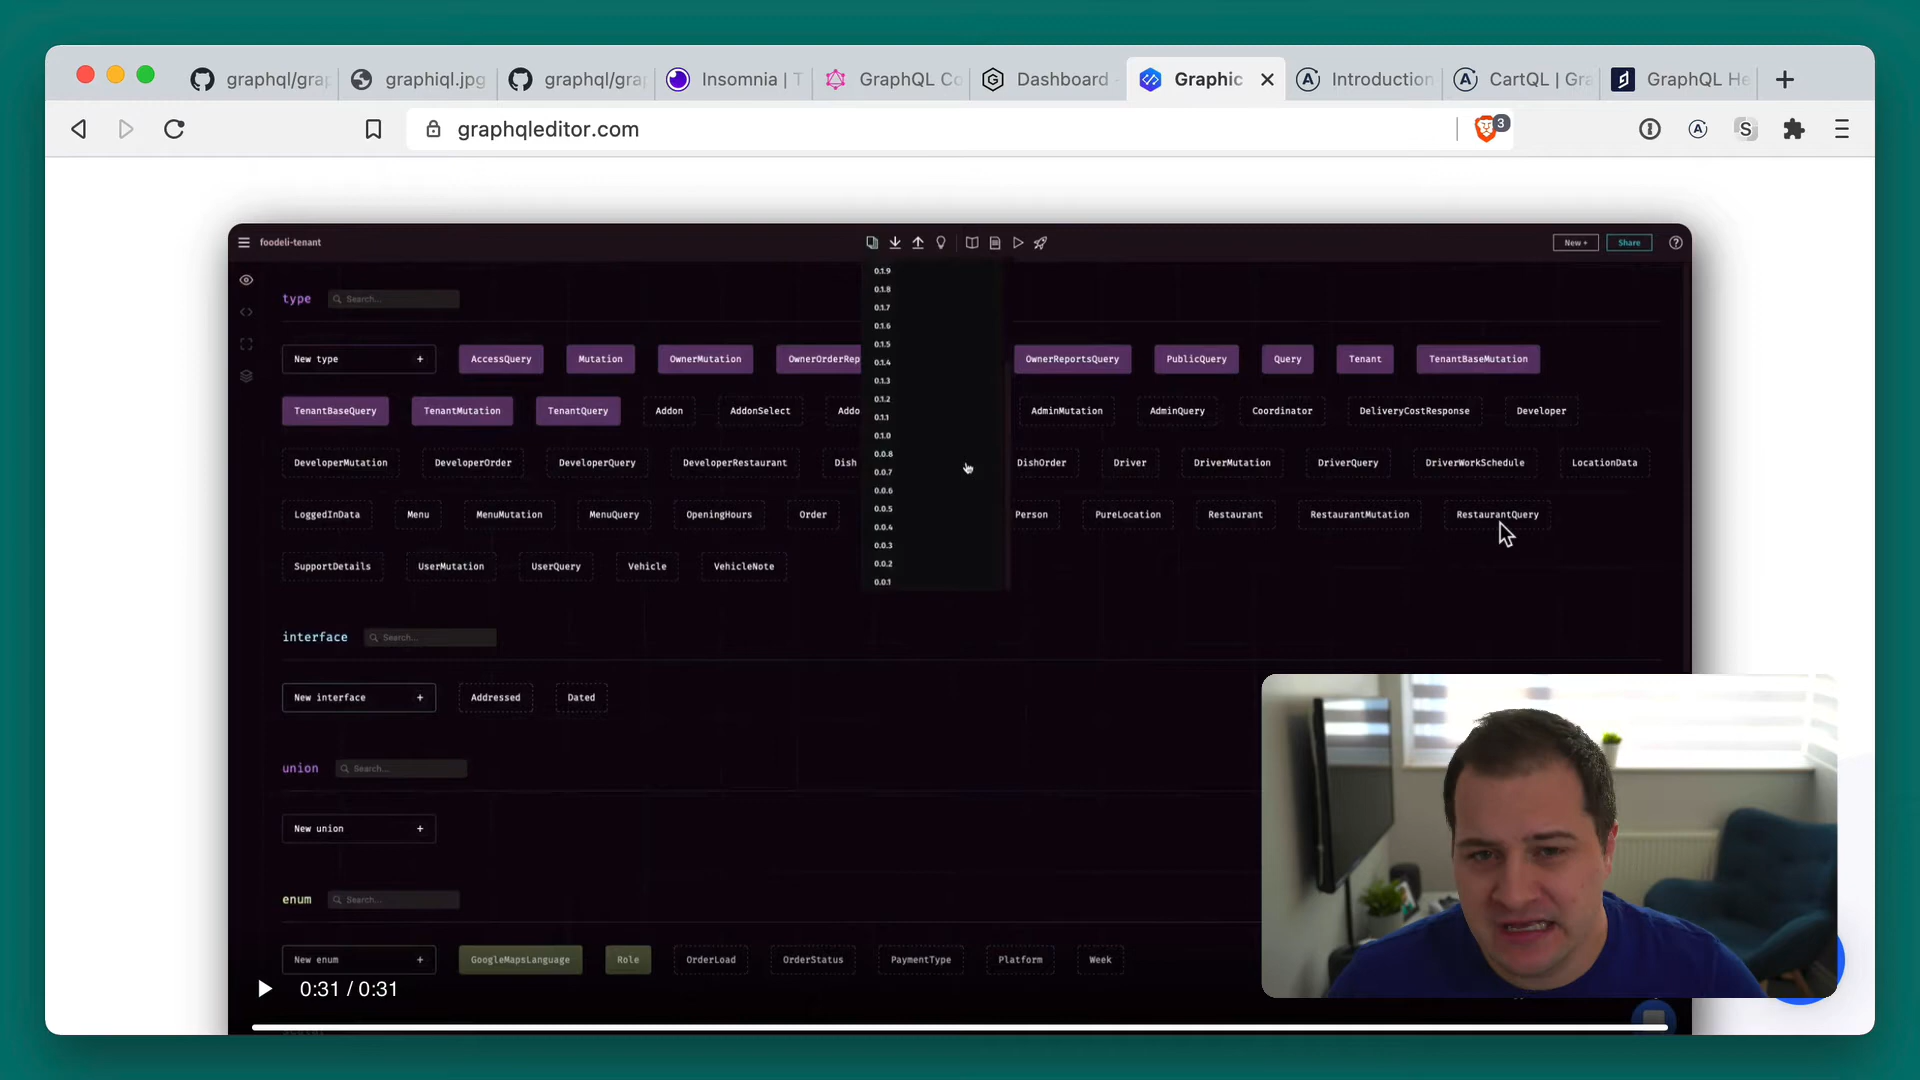 graphql/gra
graphiql.jpg
graphql/gra
Insomnia | T
GraphQL Co
Dashboard
Graphic
Introduction
CartQL | Gra
GraphQL He
graphqleditor.com
3
foodeli-tenant
New +
Share
type
Search...
0.1.9
0.1.8
0.1.7
0.1.6
0.1.5
0.1.4
0.1.3
0.1.2
0.1.1
0.1.0
0.0.8
0.0.7
0.0.6
0.0.5
0.0.4
0.0.3
0.0.2
0.0.1
New type +
AccessQuery
Mutation
OwnerMutation
OwnerOrderRep
OwnerReportsQuery
PublicQuery
Query
Tenant
TenantBaseMutation
TenantBaseQuery
TenantMutation
TenantQuery
Addon
AddonSelect
Addo
AdminMutation
AdminQuery
Coordinator
DeliveryCostResponse
Developer
DeveloperMutation
DeveloperOrder
DeveloperQuery
DeveloperRestaurant
Dish
DishOrder
Driver
DriverMutation
DriverQuery
DriverWorkSchedule
LocationData
LoggedInData
Menu
MenuMutation
MenuQuery
OpeningHours
Order
Person
PureLocation
Restaurant
RestaurantMutation
RestaurantQuery
SupportDetails
UserMutation
UserQuery
Vehicle
VehicleNote
interface
Search...
New interface +
Addressed
Dated
union
Search...
New union +
enum
Search...
New enum +
GoogleMapsLanguage
Role
OrderLoad
OrderStatus
PaymentType
Platform
Week
0:31 / 0:31